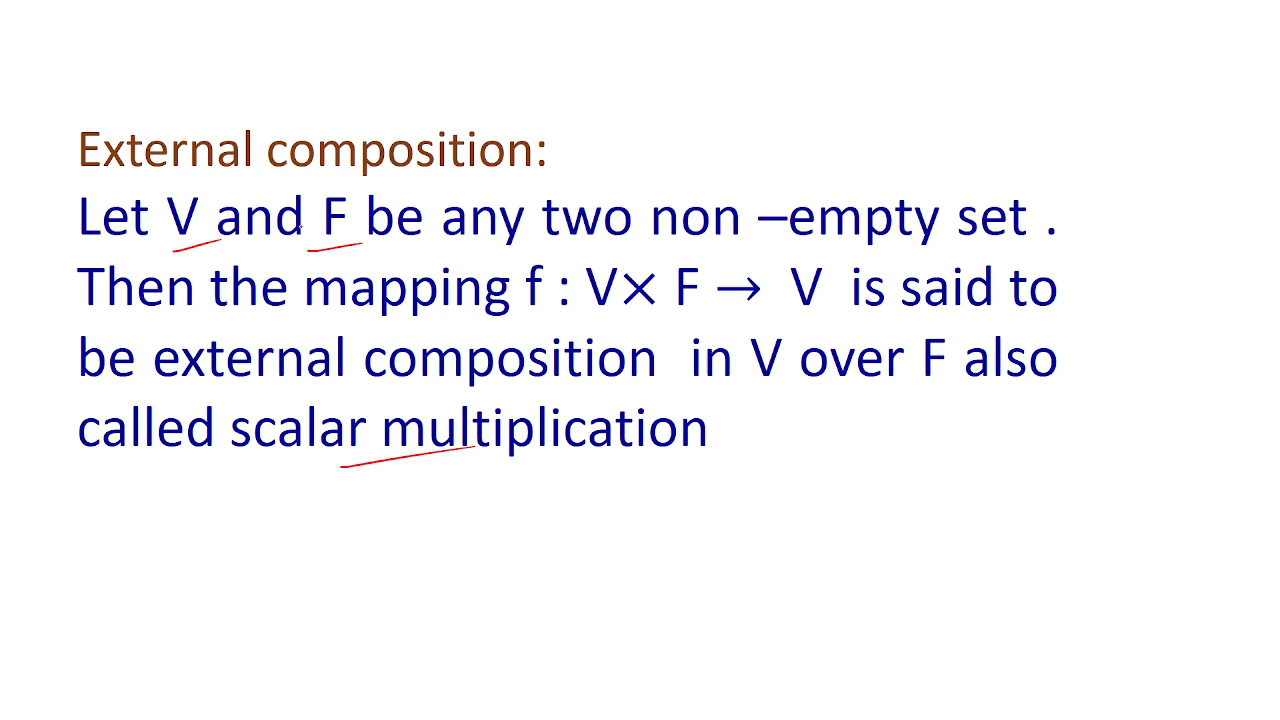 External composition:
Let V and F be any two non –empty set .
Then the mapping f : V× F → V is said to
be external composition in V over F also
called scalar multiplication